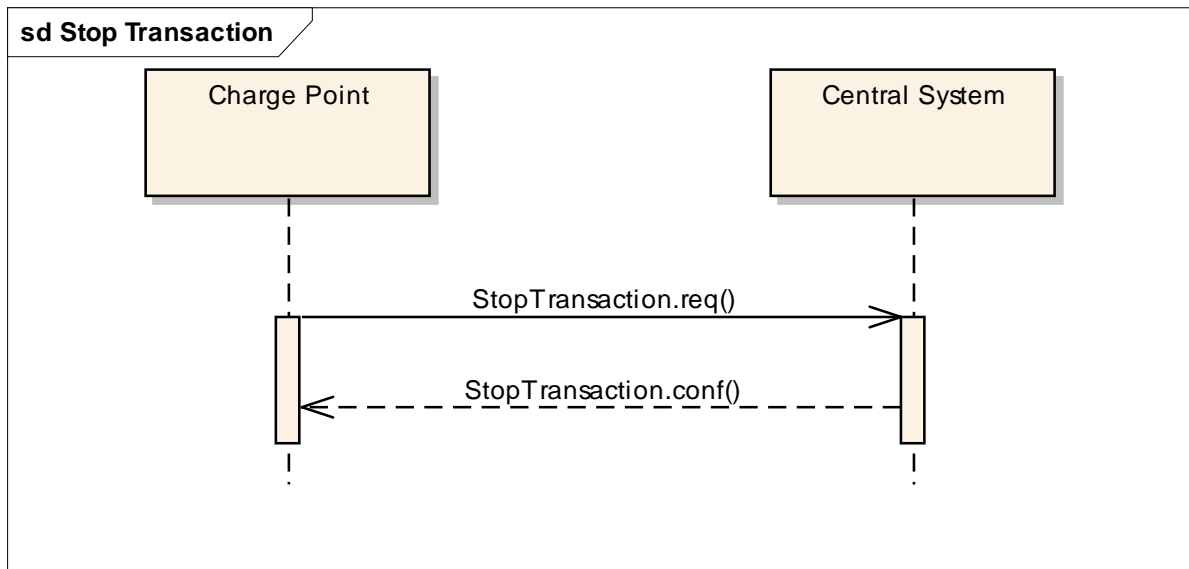 sd Stop Transaction
Charge Point
Central System
StopTransaction.req()
StopTransaction.conf()